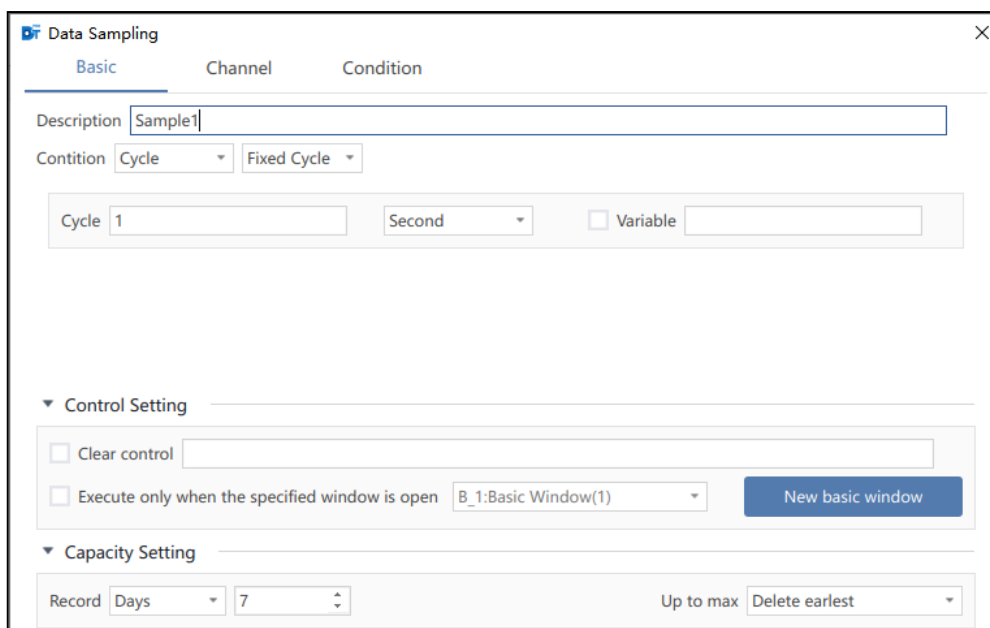 Data Sampling
Basic Channel Condition
Description Sample1
Contition Cycle Fixed Cycle
Cycle 1 Second Variable
Control Setting
Clear control
Execute only when the specified window is open B_1:Basic Window(1) New basic window
Capacity Setting
Record Days 7 Up to max Delete earlest